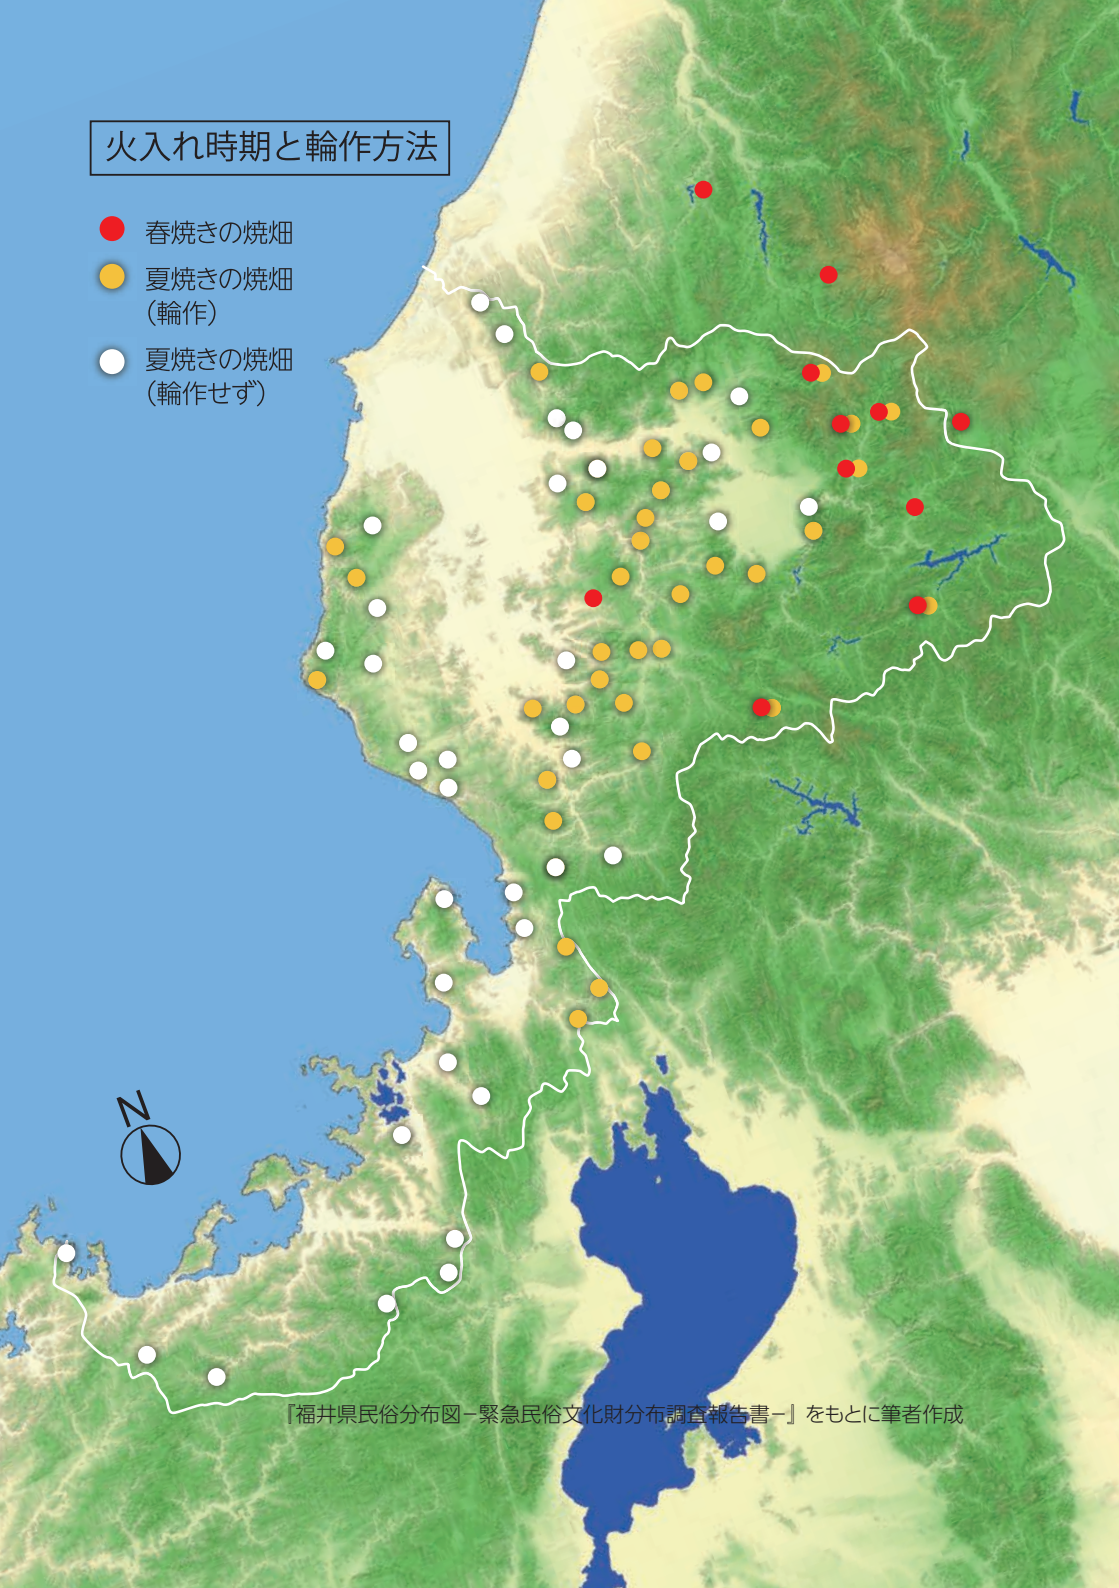 火入れ時期と輪作方法
春焼きの焼畑
夏焼きの焼畑
（輪作）
夏焼きの焼畑
（輪作せず）
N
『福井県民俗分布図－緊急民俗文化財分布調査報告書－』をもとに筆者作成